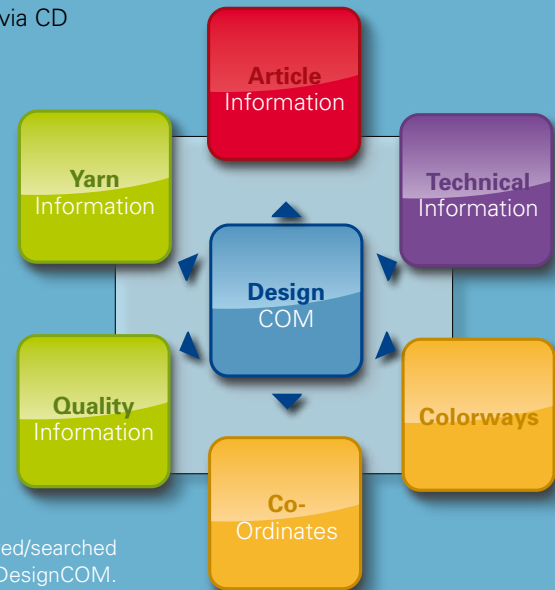 via CD
Article
Information
Yarn
Information
Technical
Information
Design
COM
Quality
Information
Colorways
Co-
Ordinates
ed/searched
DesignCOM.